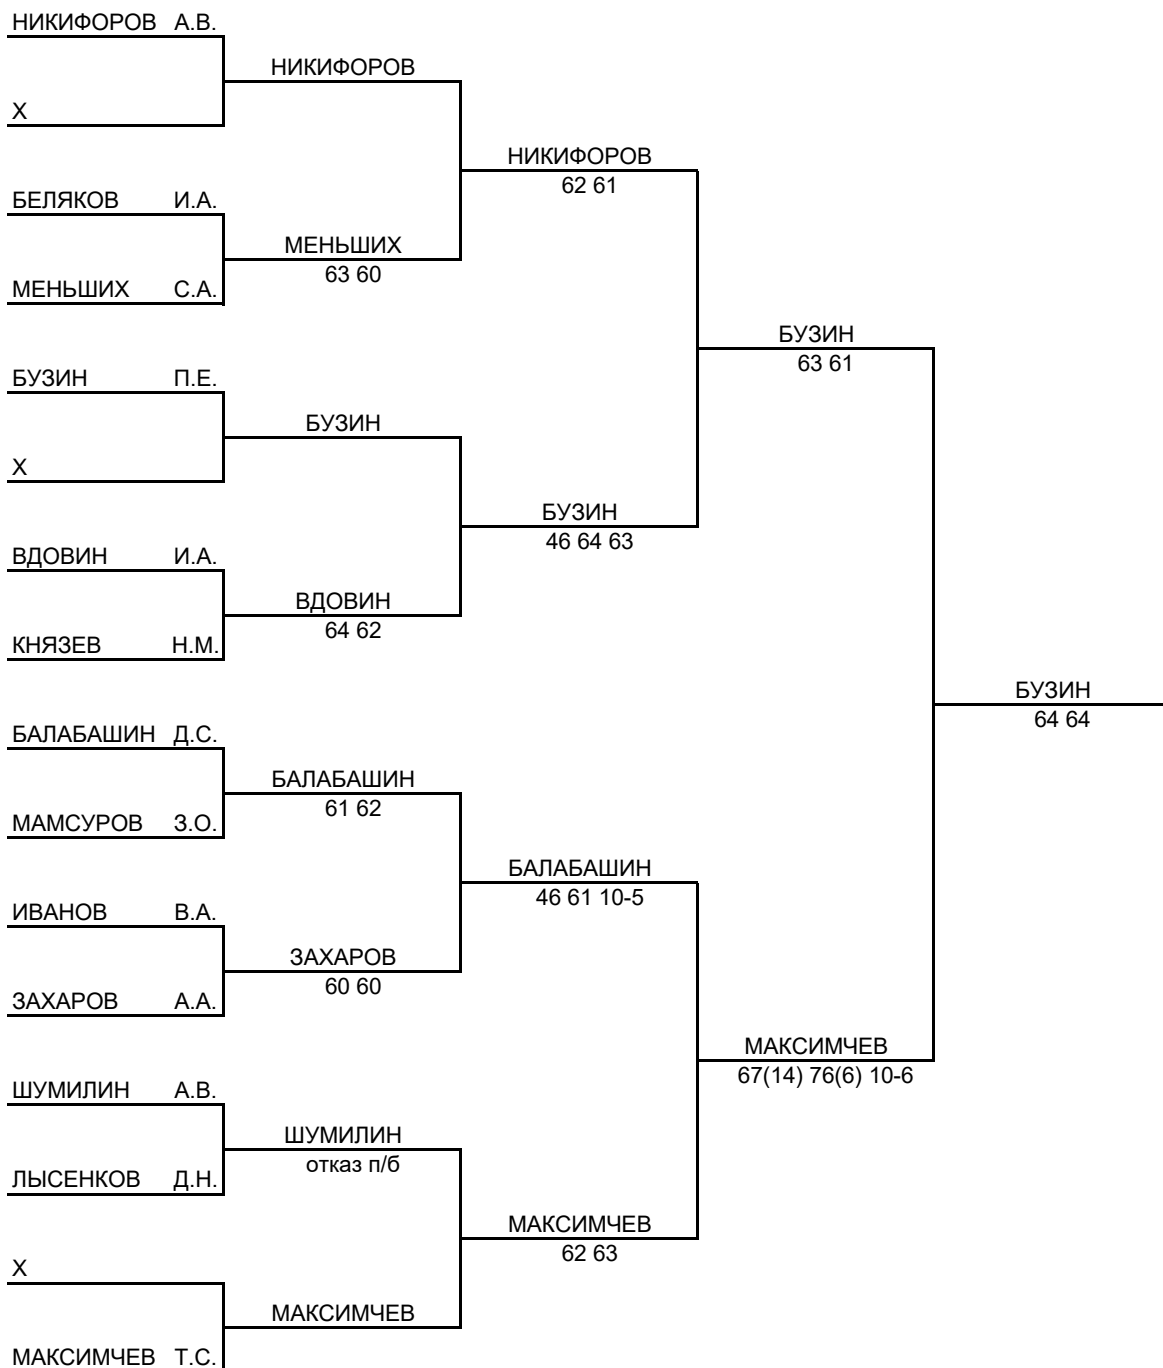 НИКИФОРОВ А.В.
НИКИФОРОВ
X
НИКИФОРОВ
62 61
БЕЛЯКОВ И.А.
МЕНЬШИХ
63 60
МЕНЬШИХ С.А.
БУЗИН
63 61
БУЗИН П.Е.
БУЗИН
X
БУЗИН
46 64 63
ВДОВИН И.А.
ВДОВИН
64 62
КНЯЗЕВ Н.М.
БУЗИН
64 64
БАЛАБАШИН Д.С.
БАЛАБАШИН
61 62
МАМСУРОВ З.О.
БАЛАБАШИН
46 61 10-5
ИВАНОВ В.А.
ЗАХАРОВ
60 60
ЗАХАРОВ А.А.
МАКСИМЧЕВ
67(14) 76(6) 10-6
ШУМИЛИН А.В.
ШУМИЛИН
отказ п/б
ЛЫСЕНКОВ Д.Н.
МАКСИМЧЕВ
62 63
X
МАКСИМЧЕВ
МАКСИМЧЕВ Т.С.